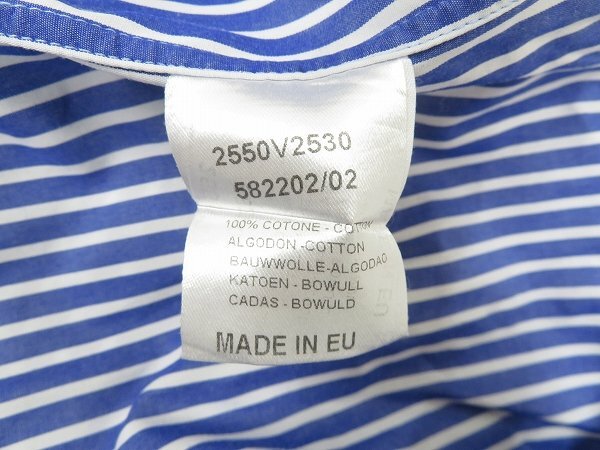 2550V2530
582202/02
100% COTONE - COTTON
ALGODON -COTTON
BAUWWOLLE-ALGODAO
KATOEN - BOWULL
CADAS - BOWULD
MADE IN EU